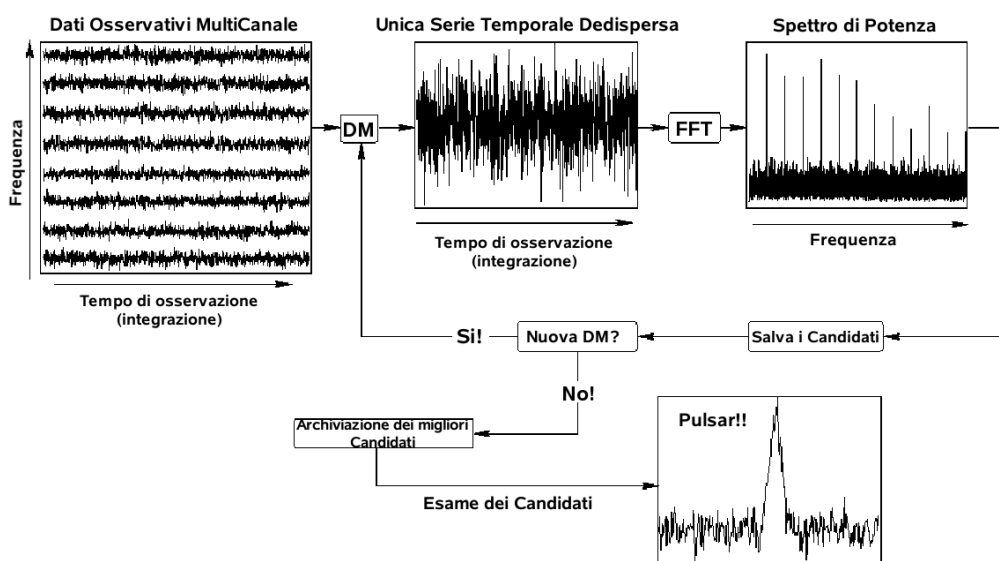 Dati Osservativi MultiCanale
Unica Serie Temporale Dedispersa
Spettro di Potenza
Frequenza
DM
FFT
Tempo di osservazione
(integrazione)
Tempo di osservazione
(integrazione)
Frequenza
Si!
Nuova DM?
Salva i Candidati
No!
Archiviazione dei migliori
Candidati
Pulsar!!
Esame dei Candidati